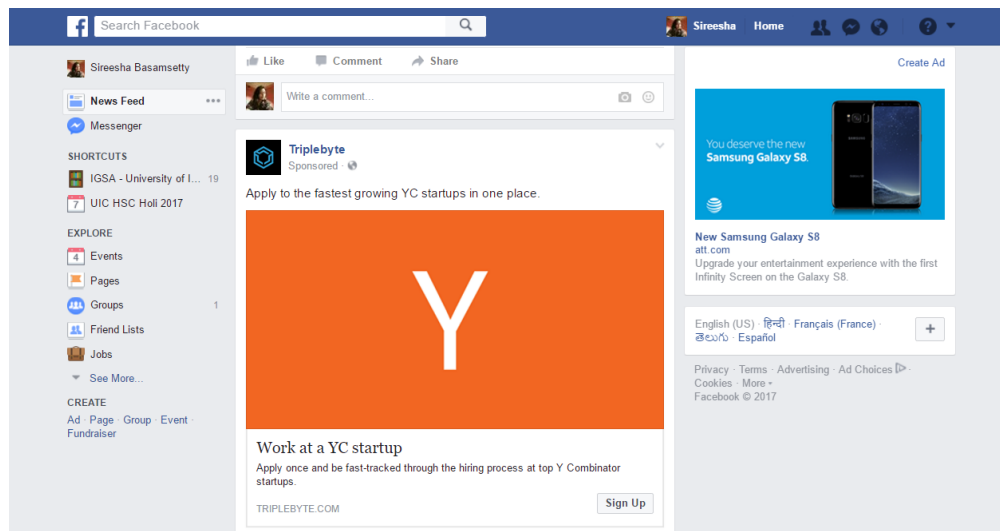 Search Facebook
Sireesha Home
Sireesha Basamsetty
News Feed
Messenger
SHORTCUTS
IGSA - University of I... 19
7 UIC HSC Holi 2017
EXPLORE
4 Events
Pages
Groups 1
Friend Lists
Jobs
See More...
CREATE
Ad · Page · Group · Event ·
Fundraiser
Like Comment Share
Write a comment...
Triplebyte
Sponsored ·
Apply to the fastest growing YC startups in one place.
Y
Work at a YC startup
Apply once and be fast-tracked through the hiring process at top Y Combinator
startups.
TRIPLEBYTE.COM
Sign Up
Create Ad
You deserve the new
Samsung Galaxy S8.
AT&T
New Samsung Galaxy S8
att.com
Upgrade your entertainment experience with the first
Infinity Screen on the Galaxy S8.
English (US) · हिन्दी · Français (France) ·
తెలుగు · Español
Privacy · Terms · Advertising · Ad Choices ·
Cookies · More
Facebook © 2017